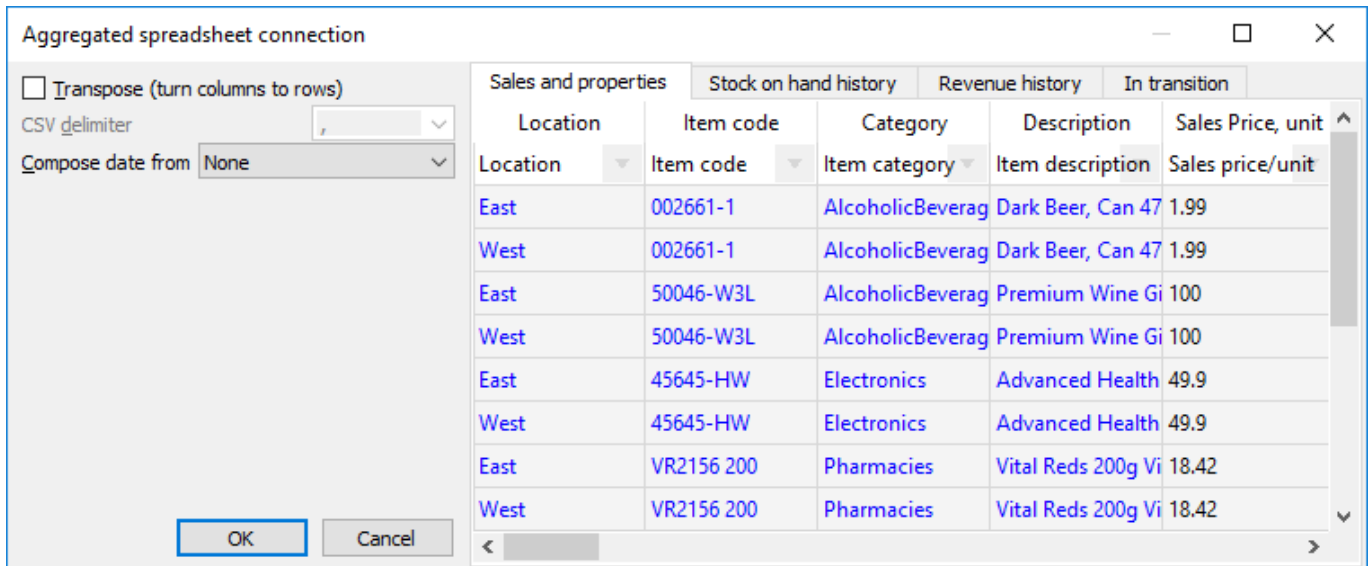 Aggregated spreadsheet connection
Transpose (turn columns to rows)
CSV delimiter ,
Compose date from None
OK Cancel
Sales and properties Stock on hand history Revenue history In transition
Location Item code Category Description Sales Price, unit
Location Item code Item category Item description Sales price/unit
East 002661-1 AlcoholicBeverag Dark Beer, Can 47 1.99
West 002661-1 AlcoholicBeverag Dark Beer, Can 47 1.99
East 50046-W3L AlcoholicBeverag Premium Wine Gi 100
West 50046-W3L AlcoholicBeverag Premium Wine Gi 100
East 45645-HW Electronics Advanced Health 49.9
West 45645-HW Electronics Advanced Health 49.9
East VR2156 200 Pharmacies Vital Reds 200g Vi 18.42
West VR2156 200 Pharmacies Vital Reds 200g Vi 18.42